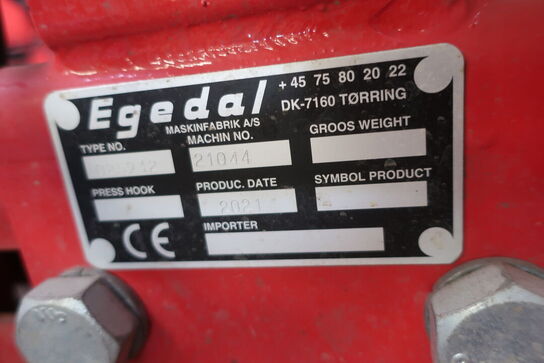 Egedal
+45 75 80 20 22
DK-7160 TØRRING
MASKINFABRIK A/S
TYPE NO.
MACHIN NO.
GROOS WEIGHT
21044
PRESS HOOK
PRODUC. DATE
SYMBOL PRODUCT
2021
CE
IMPORTER